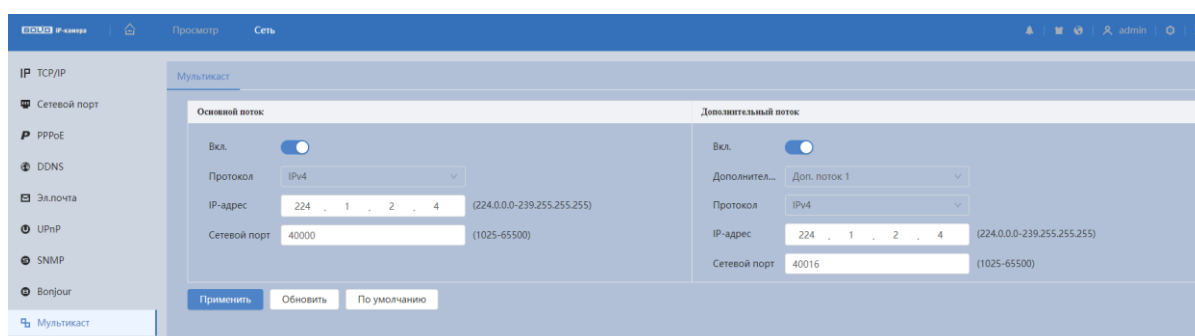 BOLID IP-камера Просмотр Сеть admin
IP TCP/IP
Сетевой порт
P PPPoE
DDNS
Эл.почта
UPnP
SNMP
Bonjour
Мультикаст
Мультикаст
Основной поток
Вкл.
Протокол IPv4
IP-адрес 224 . 1 . 2 . 4 (224.0.0.0-239.255.255.255)
Сетевой порт 40000 (1025-65500)
Дополнительный поток
Вкл.
Дополнител... Доп. поток 1
Протокол IPv4
IP-адрес 224 . 1 . 2 . 4 (224.0.0.0-239.255.255.255)
Сетевой порт 40016 (1025-65500)
Применить Обновить По умолчанию